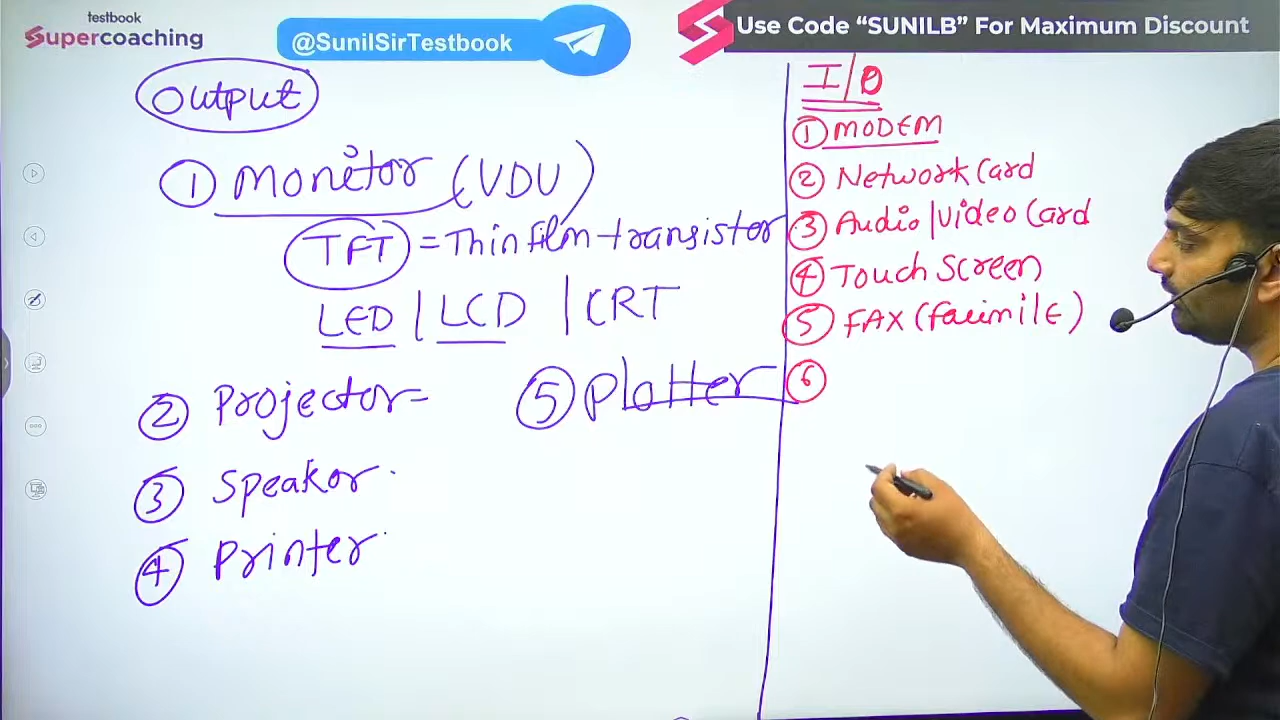 testbook
Supercoaching
@SunilSirTestbook
Use Code “SUNILB” For Maximum Discount
Output
① Monitor (VDU)
TFT = Thin film transistor
LED | LCD | CRT
② Projector
⑤ Plotter
③ Speakor
④ Printer
I/O
① MODEM
② Network Card
③ Audio | Video Card
④ Touch Screen
⑤ FAX (Facimile)
⑥